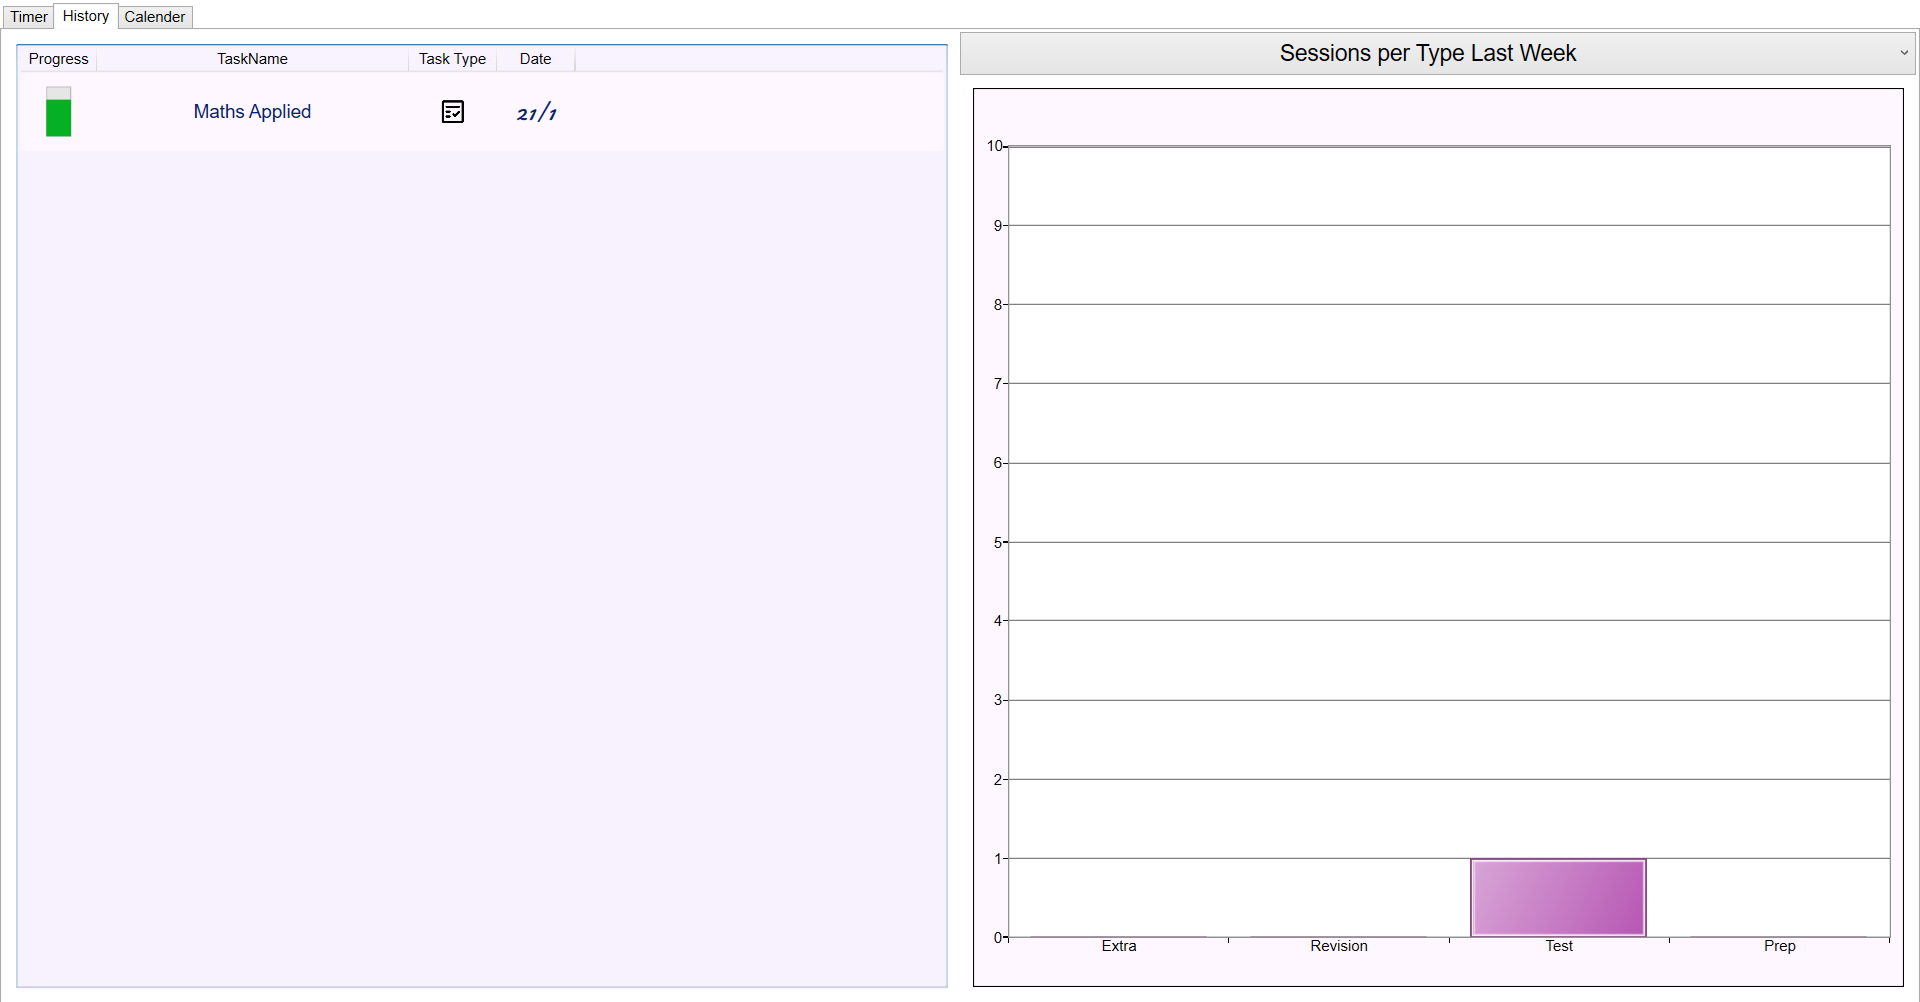 Timer History Calender
Progress TaskName Task Type Date
Maths Applied 21/1
Sessions per Type Last Week
10
9
8
7
6
5
4
3
2
1
0
Extra Revision Test Prep